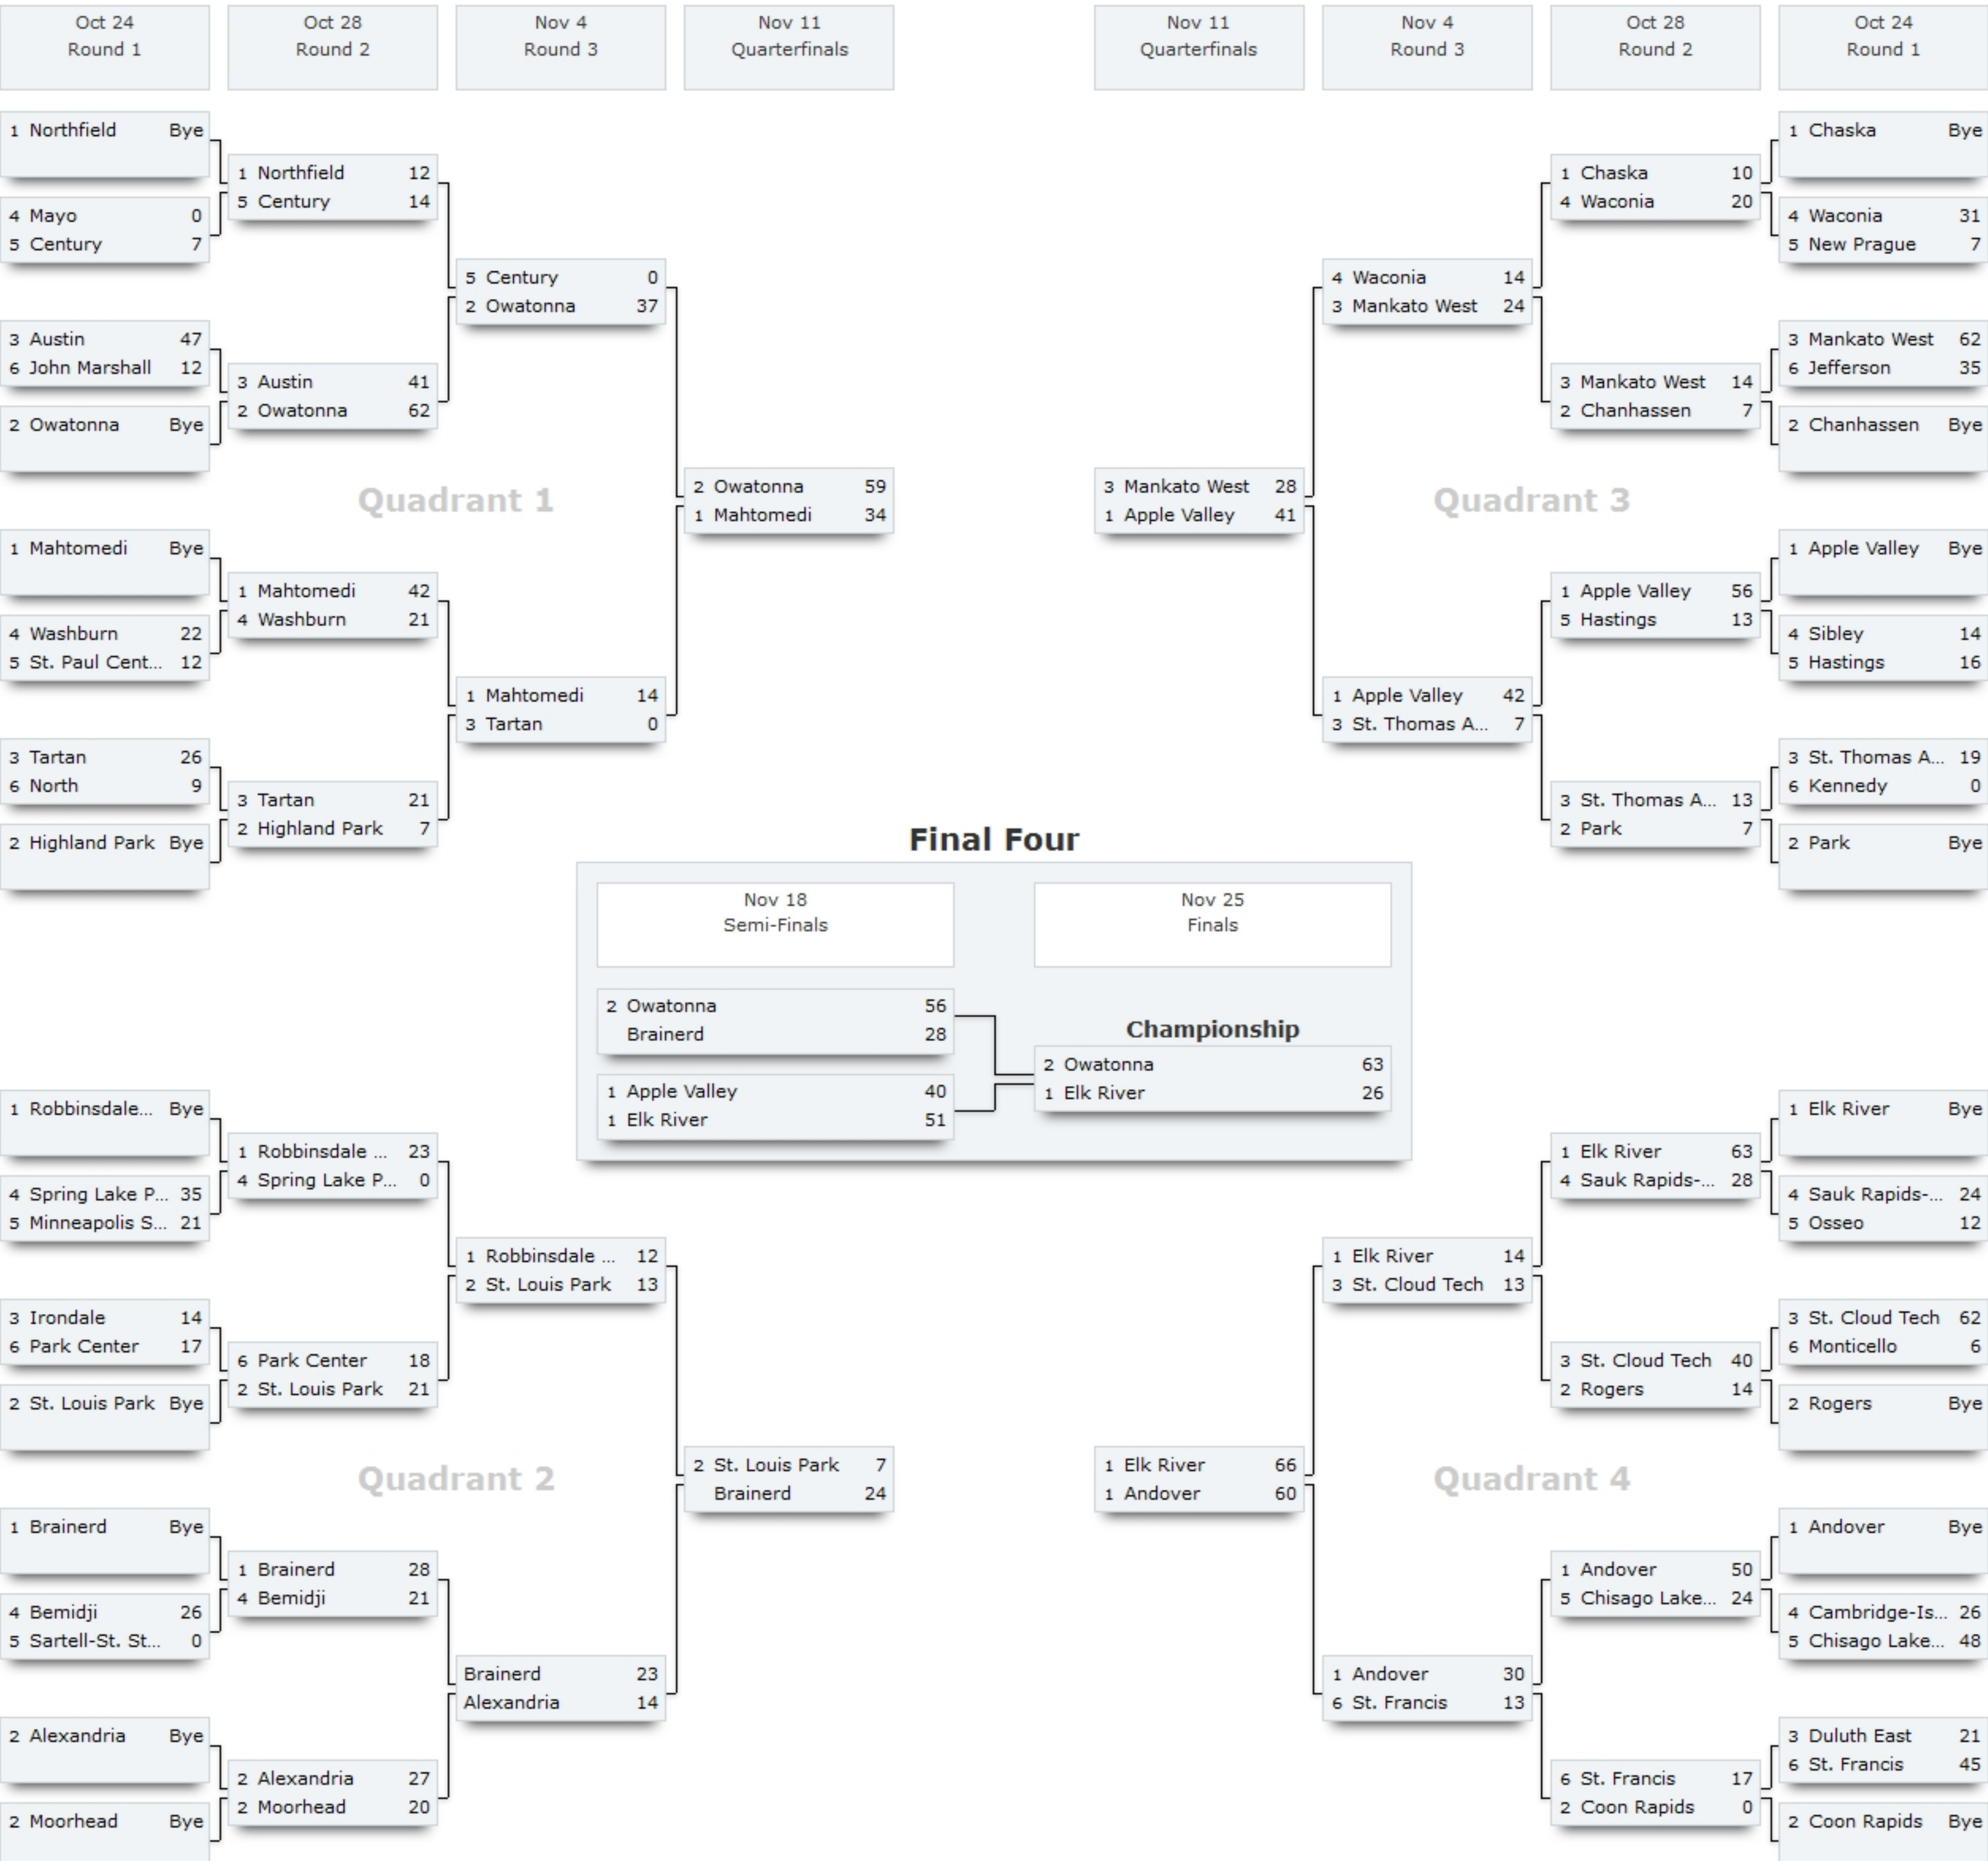 Oct 24
Round 1
Oct 28
Round 2
Nov 4
Round 3
Nov 11
Quarterfinals
Nov 11
Quarterfinals
Nov 4
Round 3
Oct 28
Round 2
Oct 24
Round 1
1 Northfield Bye
4 Mayo 0
5 Century 7
3 Austin 47
6 John Marshall 12
2 Owatonna Bye
1 Northfield 12
5 Century 14
3 Austin 41
2 Owatonna 62
5 Century 0
2 Owatonna 37
Quadrant 1
2 Owatonna 59
1 Mahtomedi 34
1 Mahtomedi Bye
4 Washburn 22
5 St. Paul Cent... 12
3 Tartan 26
6 North 9
2 Highland Park Bye
1 Mahtomedi 42
4 Washburn 21
3 Tartan 21
2 Highland Park 7
1 Mahtomedi 14
3 Tartan 0
1 Chaska Bye
4 Waconia 31
5 New Prague 7
3 Mankato West 62
6 Jefferson 35
2 Chanhassen Bye
1 Chaska 10
4 Waconia 20
3 Mankato West 14
2 Chanhassen 7
4 Waconia 14
3 Mankato West 24
Quadrant 3
3 Mankato West 28
1 Apple Valley 41
1 Apple Valley Bye
4 Sibley 14
5 Hastings 16
3 St. Thomas A... 19
6 Kennedy 0
2 Park Bye
1 Apple Valley 56
5 Hastings 13
3 St. Thomas A... 13
2 Park 7
1 Apple Valley 42
3 St. Thomas A... 7
Final Four
Nov 18
Semi-Finals
Nov 25
Finals
2 Owatonna 56
Brainerd 28
1 Apple Valley 40
1 Elk River 51
Championship
2 Owatonna 63
1 Elk River 26
1 Robbinsdale... Bye
4 Spring Lake P... 35
5 Minneapolis S... 21
3 Irondale 14
6 Park Center 17
2 St. Louis Park Bye
1 Robbinsdale ... 23
4 Spring Lake P... 0
6 Park Center 18
2 St. Louis Park 21
1 Robbinsdale ... 12
2 St. Louis Park 13
Quadrant 2
2 St. Louis Park 7
Brainerd 24
1 Brainerd Bye
4 Bemidji 26
5 Sartell-St. St... 0
2 Alexandria Bye
2 Moorhead Bye
1 Brainerd 28
4 Bemidji 21
2 Alexandria 27
2 Moorhead 20
Brainerd 23
Alexandria 14
1 Elk River Bye
4 Sauk Rapids-... 24
5 Osseo 12
3 St. Cloud Tech 62
6 Monticello 6
2 Rogers Bye
1 Elk River 63
4 Sauk Rapids-... 28
3 St. Cloud Tech 40
2 Rogers 14
1 Elk River 14
3 St. Cloud Tech 13
Quadrant 4
1 Elk River 66
1 Andover 60
1 Andover Bye
4 Cambridge-Is... 26
5 Chisago Lake... 48
3 Duluth East 21
6 St. Francis 45
2 Coon Rapids Bye
1 Andover 50
5 Chisago Lake... 24
6 St. Francis 17
2 Coon Rapids 0
1 Andover 30
6 St. Francis 13